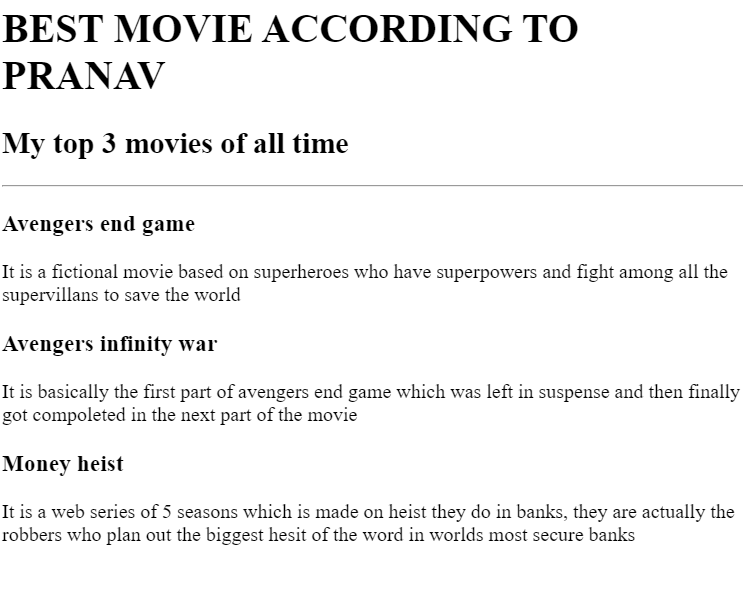 BEST MOVIE ACCORDING TO
PRANAV
My top 3 movies of all time
Avengers end game
It is a fictional movie based on superheroes who have superpowers and fight among all the
supervillans to save the world
Avengers infinity war
It is basically the first part of avengers end game which was left in suspense and then finally
got compoleted in the next part of the movie
Money heist
It is a web series of 5 seasons which is made on heist they do in banks, they are actually the
robbers who plan out the biggest hesit of the word in worlds most secure banks